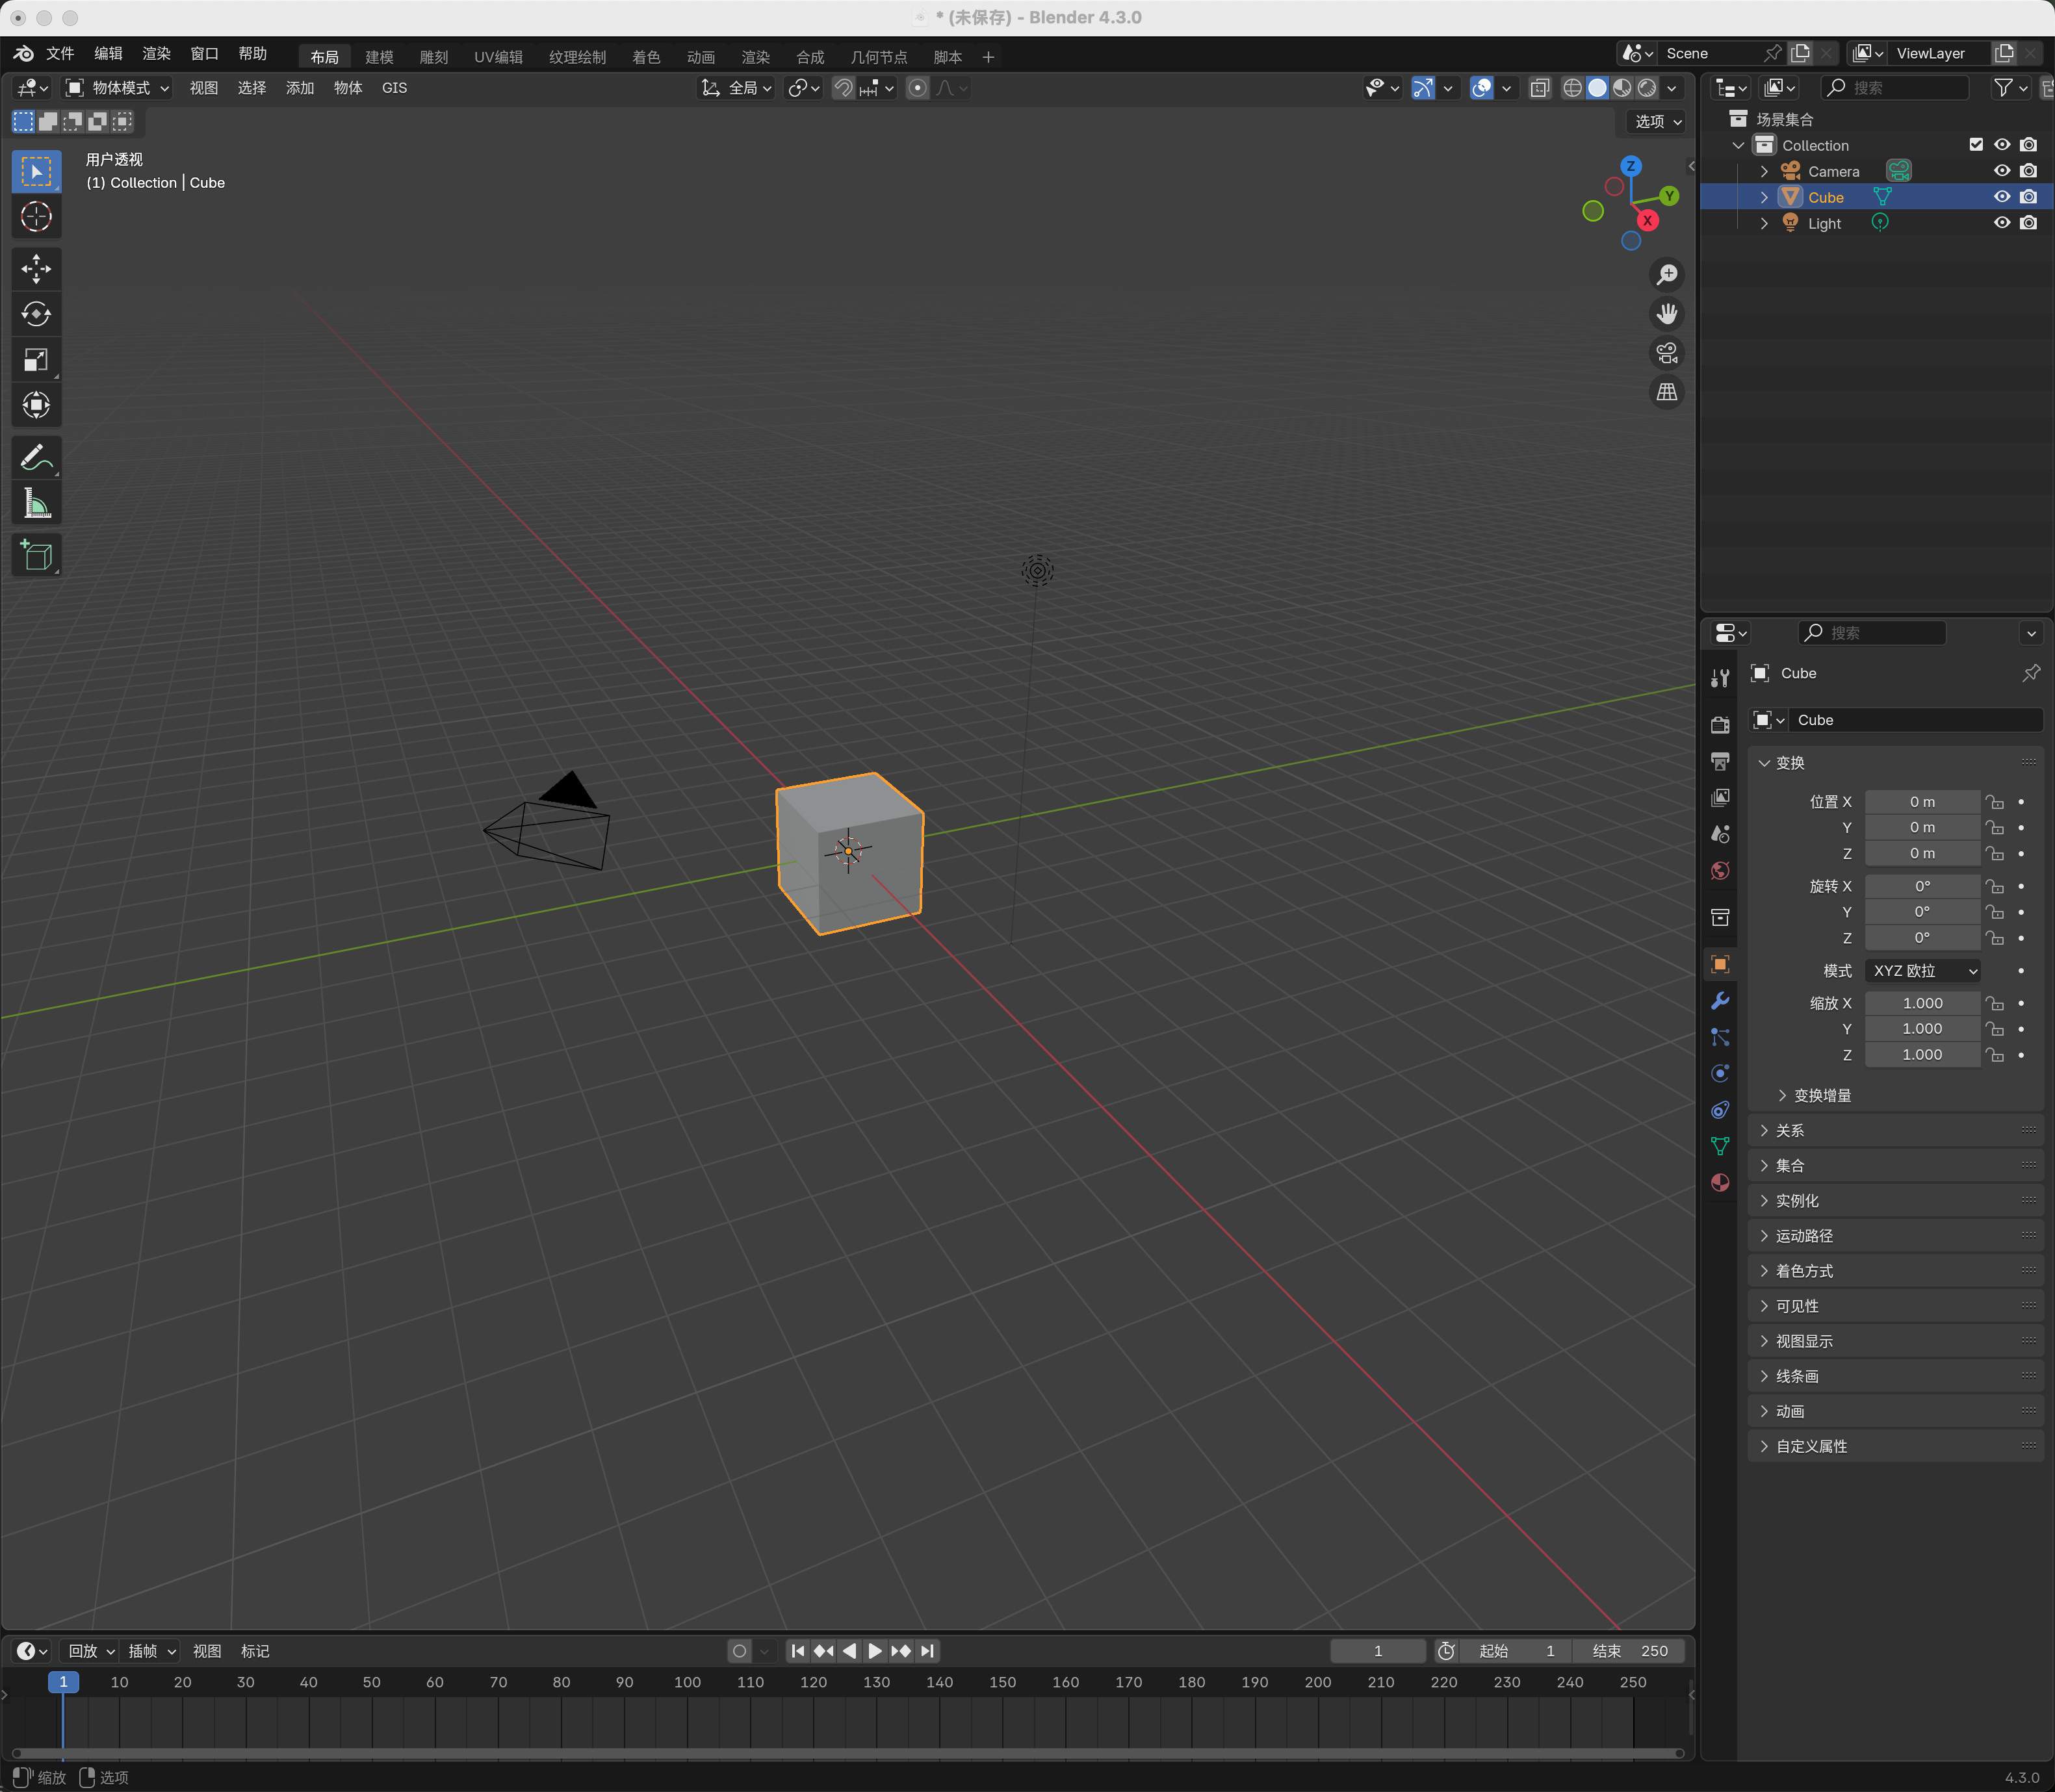 * (未保存) - Blender 4.3.0
文件 编辑 渲染 窗口 帮助 布局 建模 雕刻 UV编辑 纹理绘制 着色 动画 渲染 合成 几何节点 脚本 + Scene ViewLayer
物体模式 视图 选择 添加 物体 GIS 全局 搜索
选项
用户透视
(1) Collection | Cube
Z
Y
X
场景集合
Collection
Camera
Cube
Light
搜索
Cube
Cube
变换
位置 X 0 m
Y 0 m
Z 0 m
旋转 X 0°
Y 0°
Z 0°
模式 XYZ 欧拉
缩放 X 1.000
Y 1.000
Z 1.000
变换增量
关系
集合
实例化
运动路径
着色方式
可见性
视图显示
线条画
动画
自定义属性
回放 插帧 视图 标记 1 起始 1 结束 250
1 10 20 30 40 50 60 70 80 90 100 110 120 130 140 150 160 170 180 190 200 210 220 230 240 250
缩放 选项 4.3.0